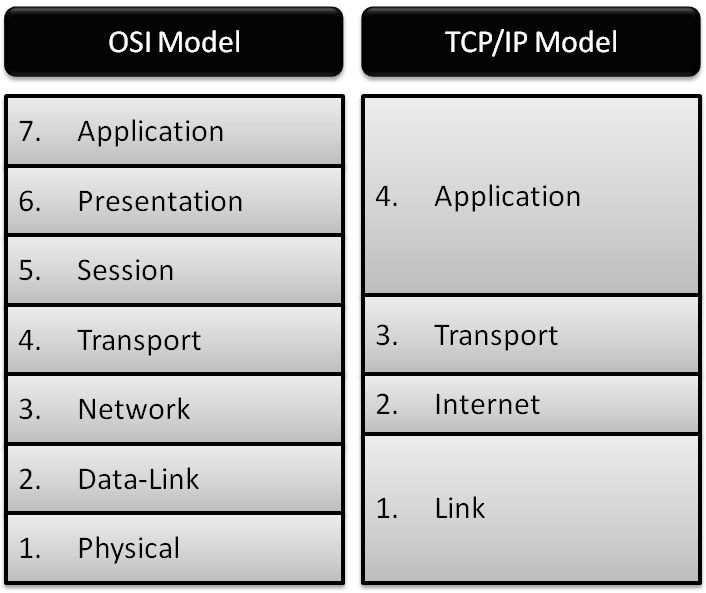 OSI Model
7. Application
6. Presentation
5. Session
4. Transport
3. Network
2. Data-Link
1. Physical
TCP/IP Model
4. Application
3. Transport
2. Internet
1. Link